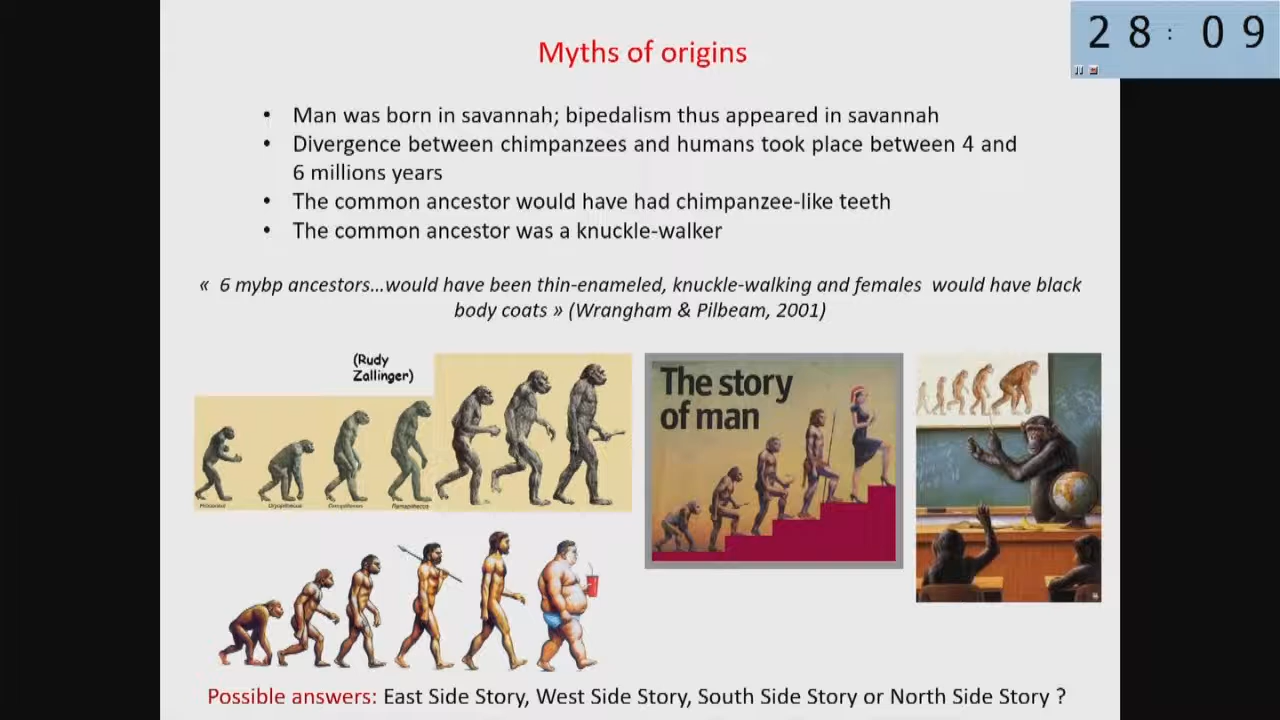 28:09
Myths of origins
• Man was born in savannah; bipedalism thus appeared in savannah
• Divergence between chimpanzees and humans took place between 4 and
6 millions years
• The common ancestor would have had chimpanzee-like teeth
• The common ancestor was a knuckle-walker
« 6 mybp ancestors…would have been thin-enameled, knuckle-walking and females would have black
body coats » (Wrangham & Pilbeam, 2001)
(Rudy
Zallinger)
The story
of man
Possible answers: East Side Story, West Side Story, South Side Story or North Side Story ?